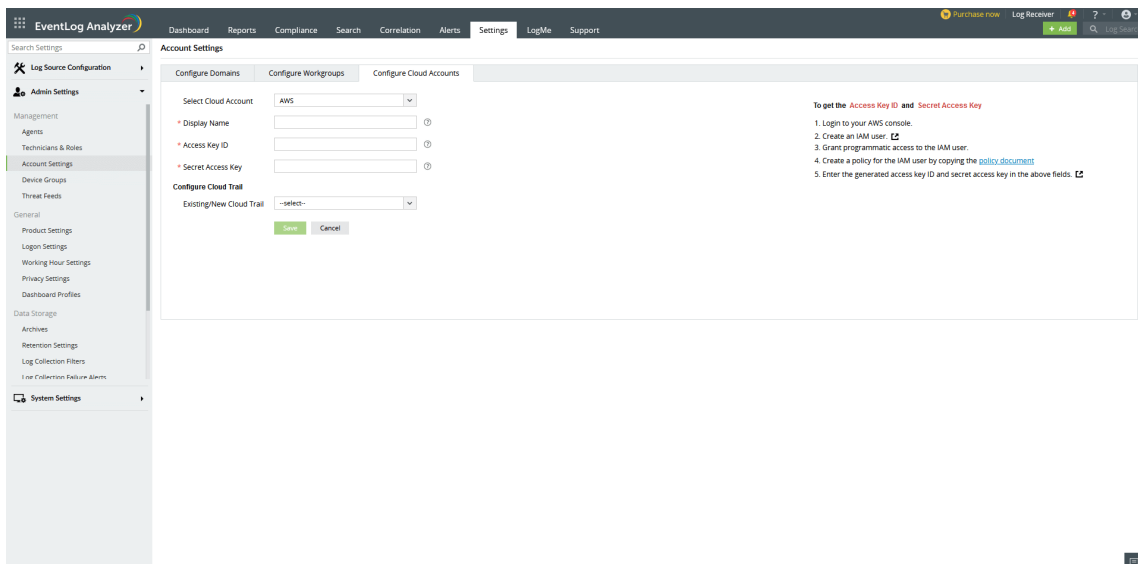 Purchase now Log Receiver ?
EventLog Analyzer
Dashboard Reports Compliance Search Correlation Alerts Settings LogMe Support
+ Add Log Sear
Search Settings
Account Settings
Log Source Configuration
Admin Settings
Management
Agents
Technicians & Roles
Account Settings
Device Groups
Threat Feeds
General
Product Settings
Logon Settings
Working Hour Settings
Privacy Settings
Dashboard Profiles
Data Storage
Archives
Retention Settings
Log Collection Filters
Log Collection Failure Alerts
System Settings
Configure Domains Configure Workgroups Configure Cloud Accounts
Select Cloud Account AWS
* Display Name ?
* Access Key ID ?
* Secret Access Key ?
Configure Cloud Trail
Existing/New Cloud Trail --select--
Save Cancel
To get the Access Key ID and Secret Access Key
1. Login to your AWS console.
2. Create an IAM user.
3. Grant programmatic access to the IAM user.
4. Create a policy for the IAM user by copying the policy document
5. Enter the generated access key ID and secret access key in the above fields.